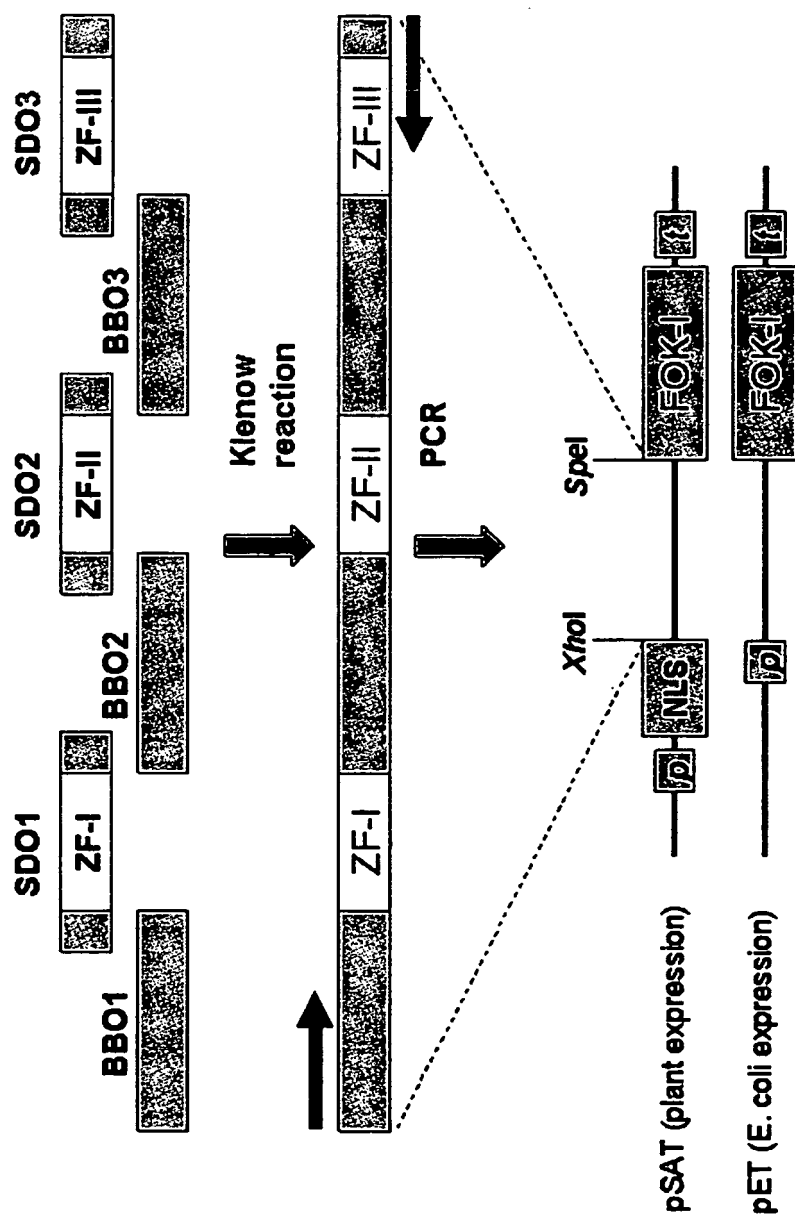 SDO1
SDO2
SDO3
ZF-I
ZF-II
ZF-III
BBO1
BBO2
BBO3
Klenow
reaction
ZF-I
ZF-II
ZF-III
PCR
XhoI
SpeI
pSAT (plant expression)
p
NLS
FOK-I
t
pET (E. coli expression)
p
FOK-I
t